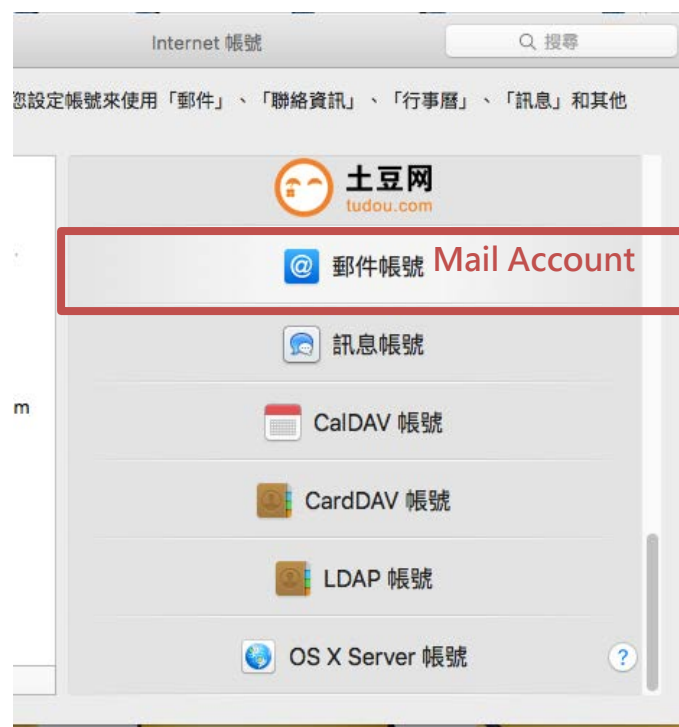 Internet 帳號
搜尋
您設定帳號來使用「郵件」、「聯絡資訊」、「行事曆」、「訊息」和其他
土豆网
tudou.com
郵件帳號 Mail Account
訊息帳號
m
CalDAV 帳號
CardDAV 帳號
LDAP 帳號
OS X Server 帳號
?